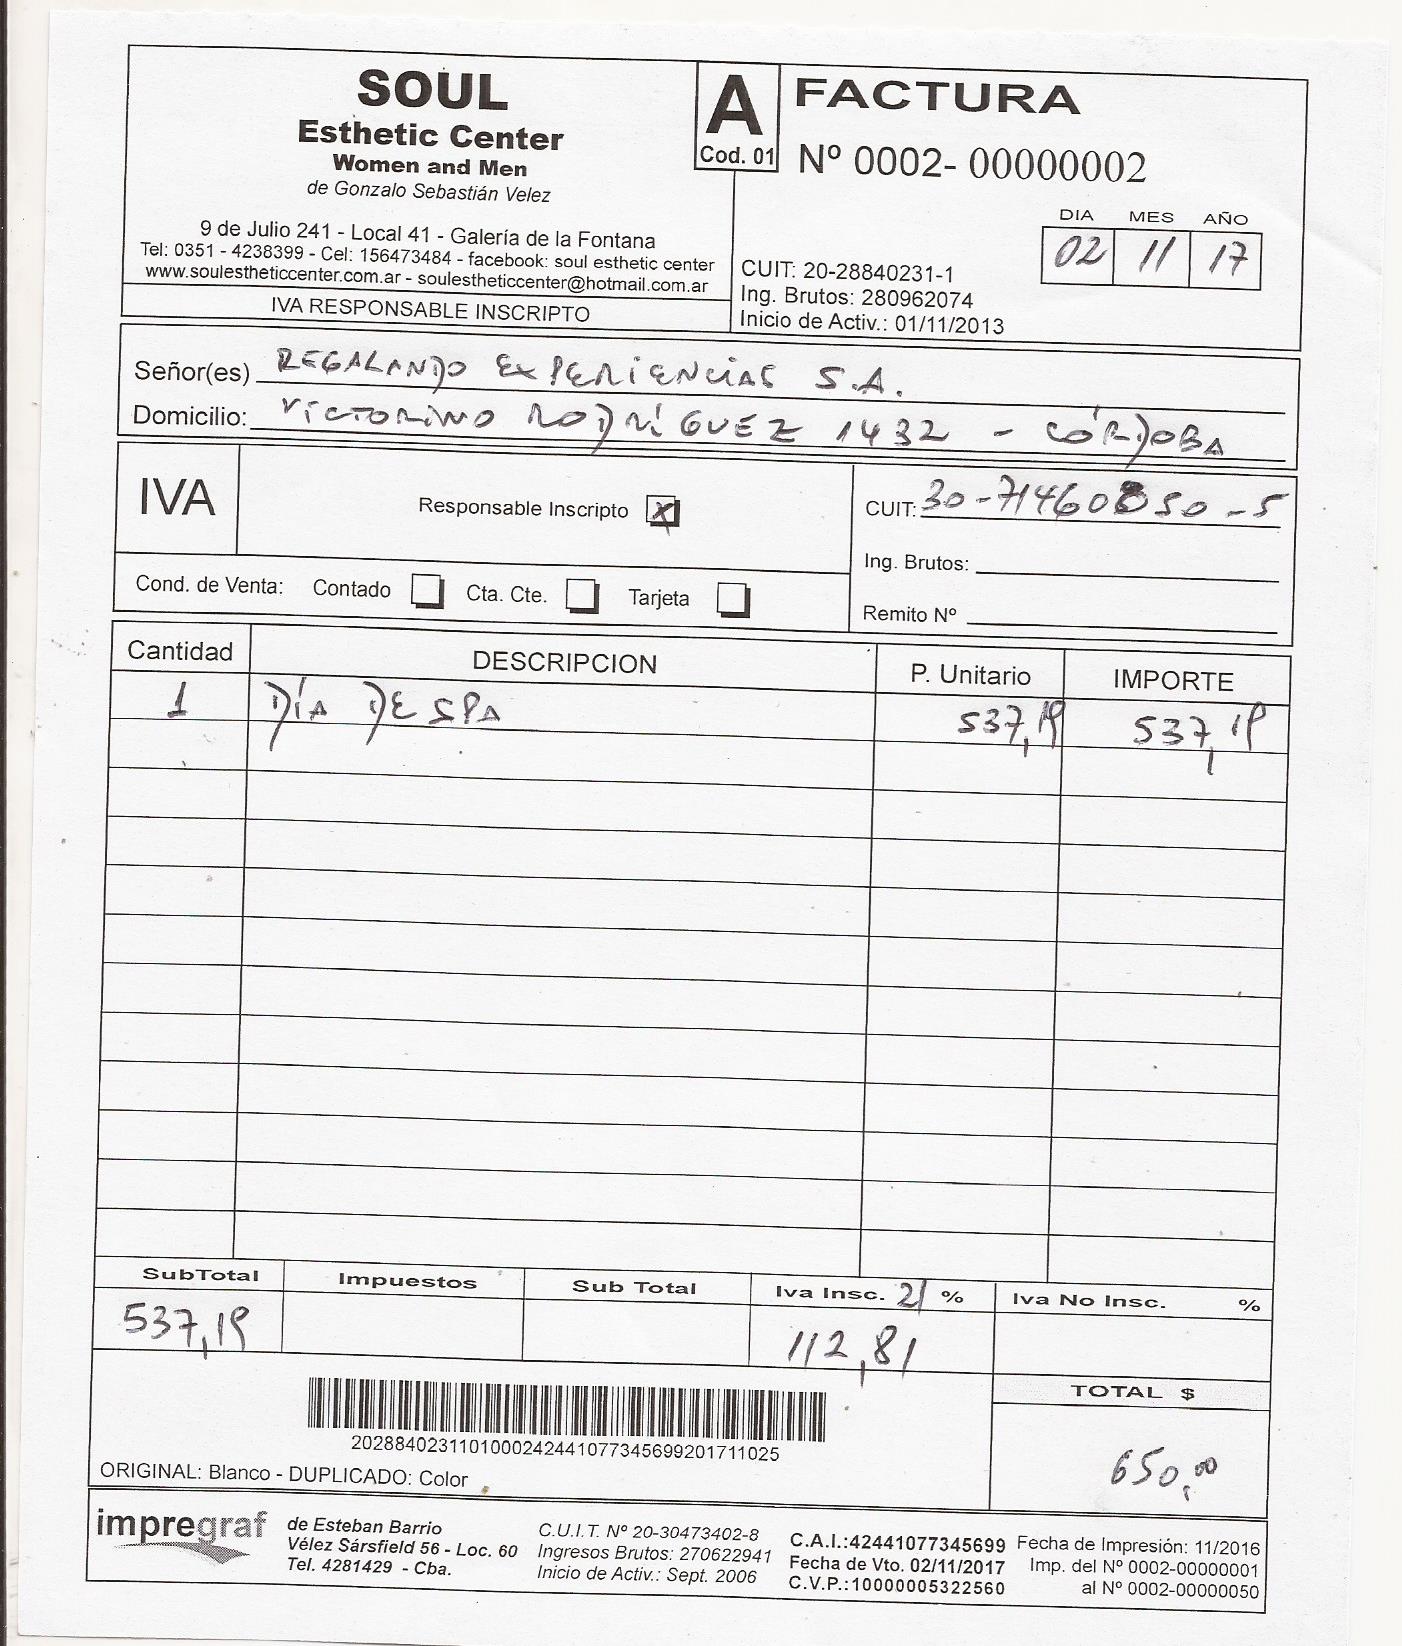 SOUL
Esthetic Center
Women and Men
de Gonzalo Sebastián Velez
9 de Julio 241 - Local 41 - Galería de la Fontana
Tel: 0351 - 4238399 - Cel: 156473484 - facebook: soul esthetic center
www.soulestheticcenter.com.ar - soulestheticcenter@hotmail.com.ar
IVA RESPONSABLE INSCRIPTO
A
Cod. 01
FACTURA
Nº 0002- 00000002
DIA MES AÑO
02 11 17
CUIT: 20-28840231-1
Ing. Brutos: 280962074
Inicio de Activ.: 01/11/2013
Señor(es) REGALANDO EXPERIENCIAS S.A.
Domicilio: VICTORINO RODRÍGUEZ 1432 - CÓRDOBA
IVA
Responsable Inscripto X
CUIT: 30-71460850-5
Ing. Brutos:
Remito Nº
Cond. de Venta: Contado Cta. Cte. Tarjeta
Cantidad DESCRIPCION P. Unitario IMPORTE
1 DÍA DE SPA 537,19 537,19
SubTotal Impuestos Sub Total Iva Insc. 21 % Iva No Insc. %
537,19 112,81
TOTAL $
650,00
2028840231101000242441077345699201711025
ORIGINAL: Blanco - DUPLICADO: Color
impregraf
de Esteban Barrio
Vélez Sársfield 56 - Loc. 60
Tel. 4281429 - Cba.
C.U.I.T. Nº 20-30473402-8
Ingresos Brutos: 270622941
Inicio de Activ.: Sept. 2006
C.A.I.:42441077345699
Fecha de Vto. 02/11/2017
C.V.P.:10000005322560
Fecha de Impresión: 11/2016
Imp. del Nº 0002-00000001
al Nº 0002-00000050